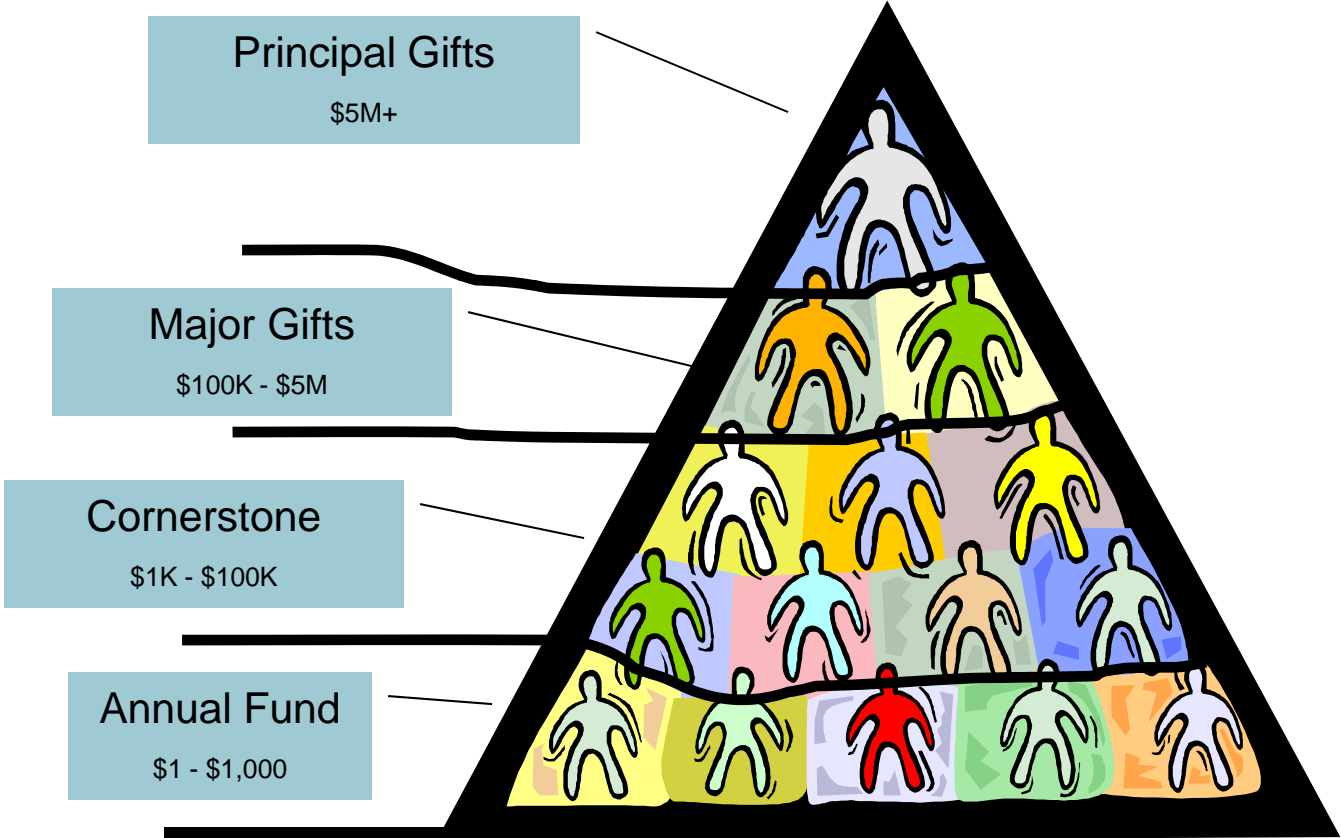 Principal Gifts
$5M+
Major Gifts
$100K - $5M
Cornerstone
$1K - $100K
Annual Fund
$1 - $1,000